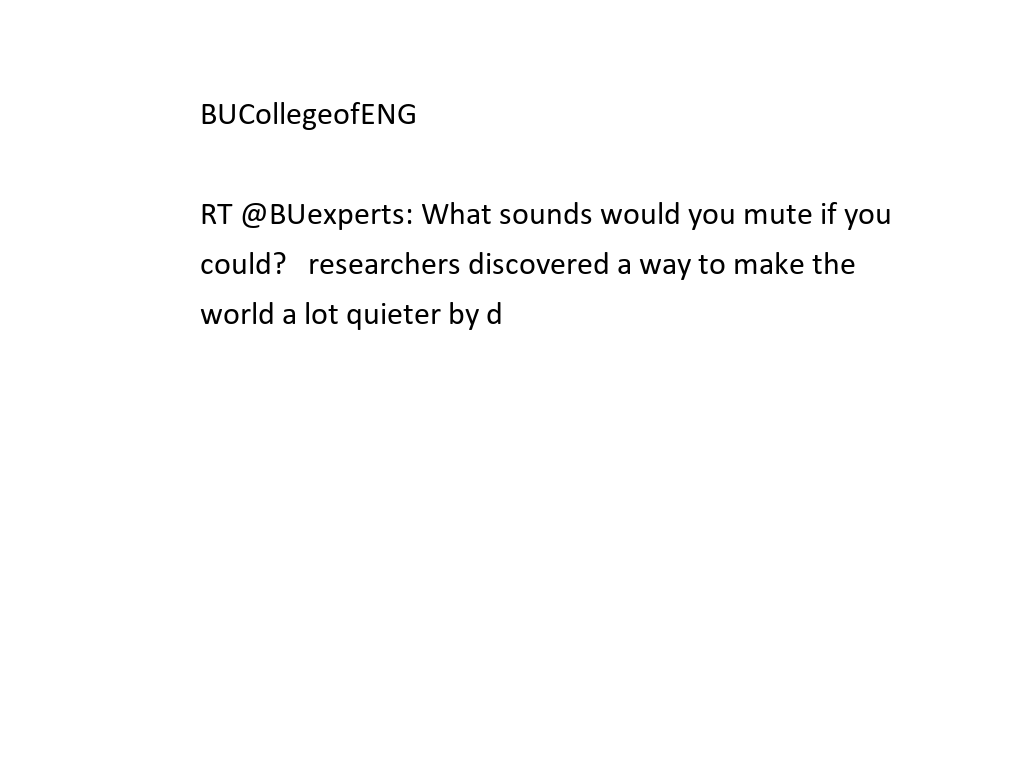 BUCollegeofENG
RT @BUexperts: What sounds would you mute if you
could?   researchers discovered a way to make the
world a lot quieter by d